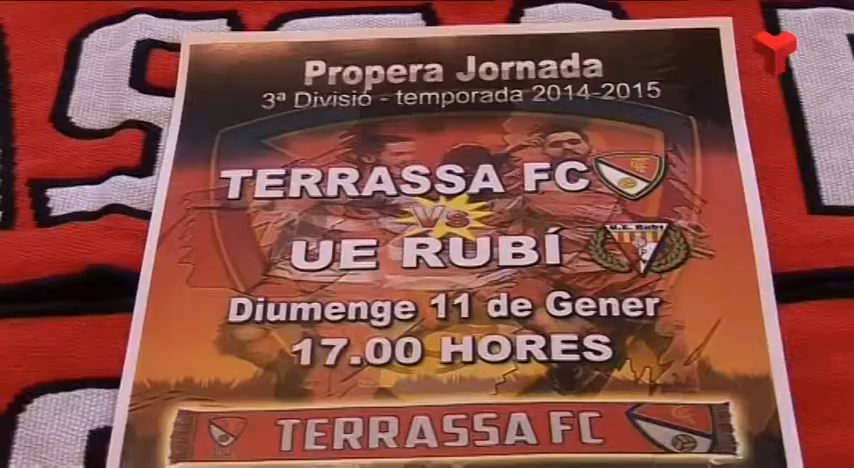 Propera Jornada
3ª Divisió - temporada 2014-2015
TERRASSA FC
VS
UE RUBÍ
U.E. Rubí
Diumenge 11 de Gener
17.00 HOREs
TERRASSA FC